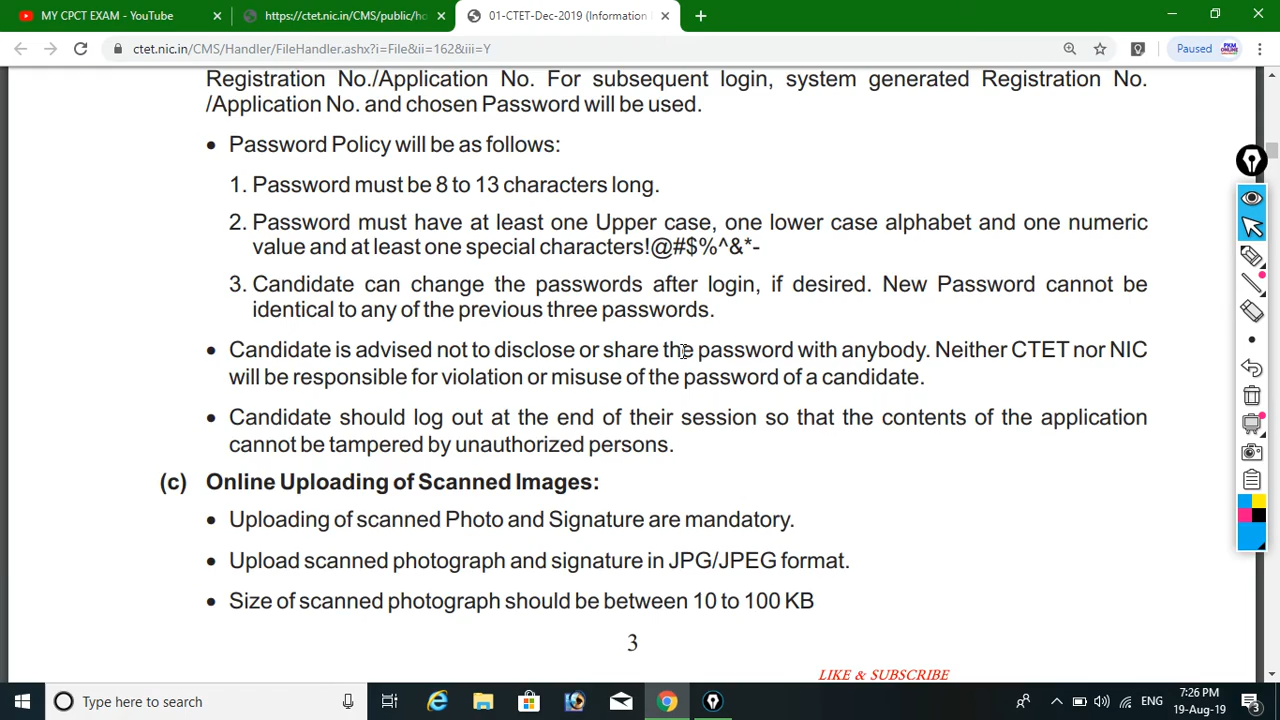 MY CPCT EXAM - YouTube
https://ctet.nic.in/CMS/public/ho
01-CTET-Dec-2019 (Information
ctet.nic.in/CMS/Handler/FileHandler.ashx?i=File&ii=162&iii=Y
Paused
Registration No./Application No. For subsequent login, system generated Registration No.
/Application No. and chosen Password will be used.
• Password Policy will be as follows:
1. Password must be 8 to 13 characters long.
2. Password must have at least one Upper case, one lower case alphabet and one numeric
value and at least one special characters!@#$%^&*-
3. Candidate can change the passwords after login, if desired. New Password cannot be
identical to any of the previous three passwords.
• Candidate is advised not to disclose or share the password with anybody. Neither CTET nor NIC
will be responsible for violation or misuse of the password of a candidate.
• Candidate should log out at the end of their session so that the contents of the application
cannot be tampered by unauthorized persons.
(c) Online Uploading of Scanned Images:
• Uploading of scanned Photo and Signature are mandatory.
• Upload scanned photograph and signature in JPG/JPEG format.
• Size of scanned photograph should be between 10 to 100 KB
3
LIKE & SUBSCRIBE
Type here to search
ENG
7:26 PM
19-Aug-19
3